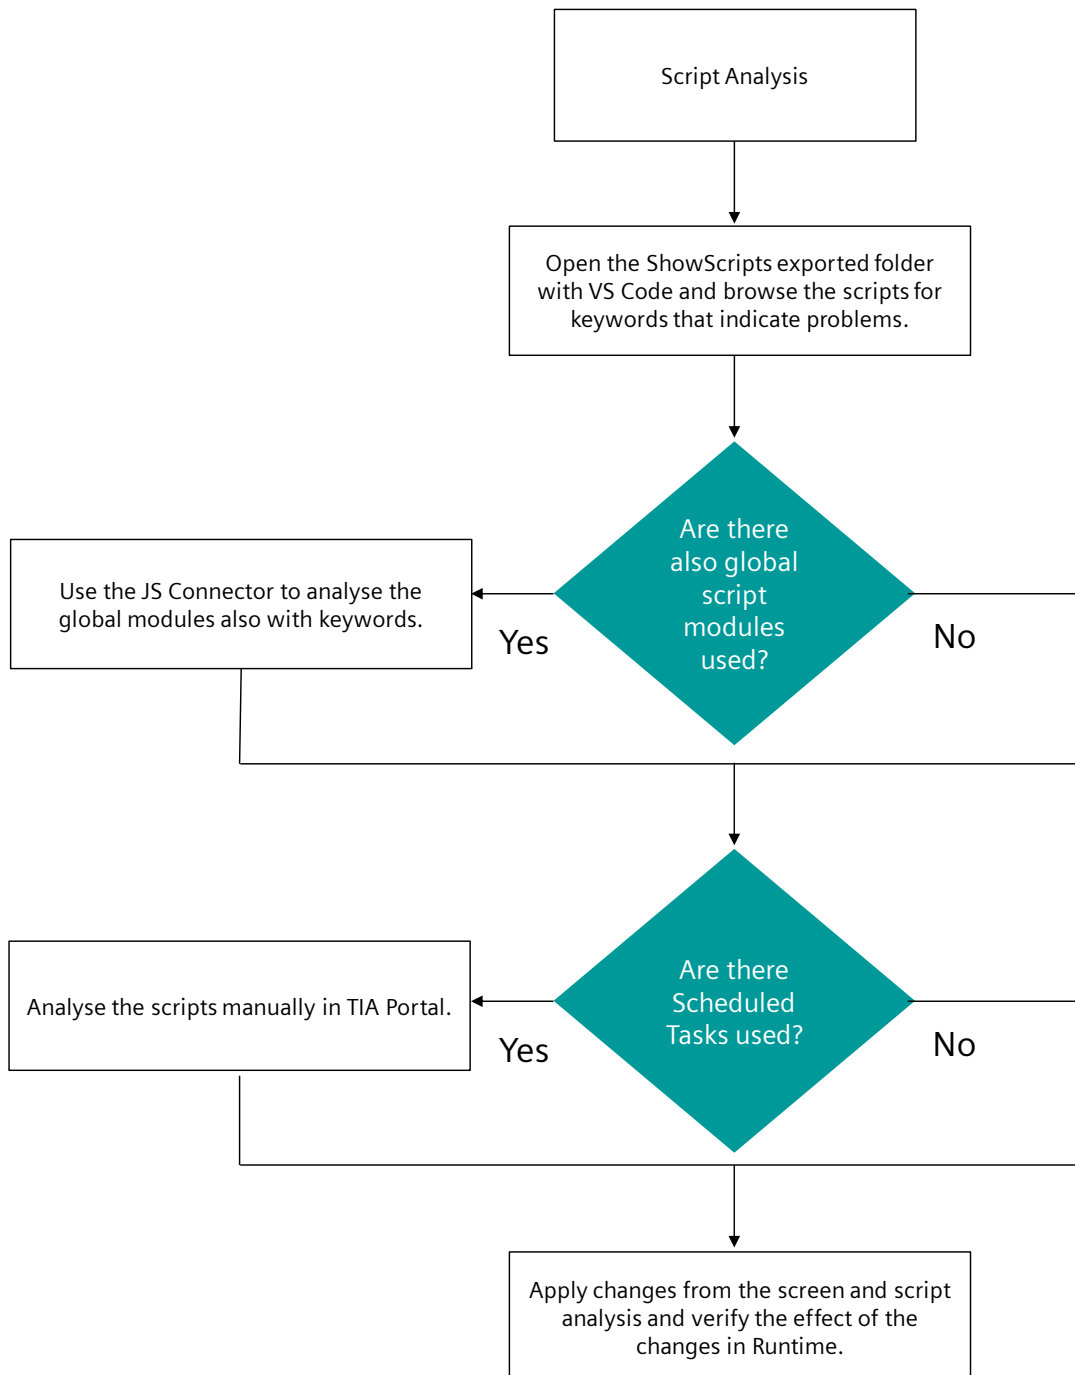 Script Analysis
Open the ShowScripts exported folder
with VS Code and browse the scripts for
keywords that indicate problems.
Are there
also global
script
modules
used?
Use the JS Connector to analyse the
global modules also with keywords.
Yes
No
Are there
Scheduled
Tasks used?
Analyse the scripts manually in TIA Portal.
Yes
No
Apply changes from the screen and script
analysis and verify the effect of the
changes in Runtime.